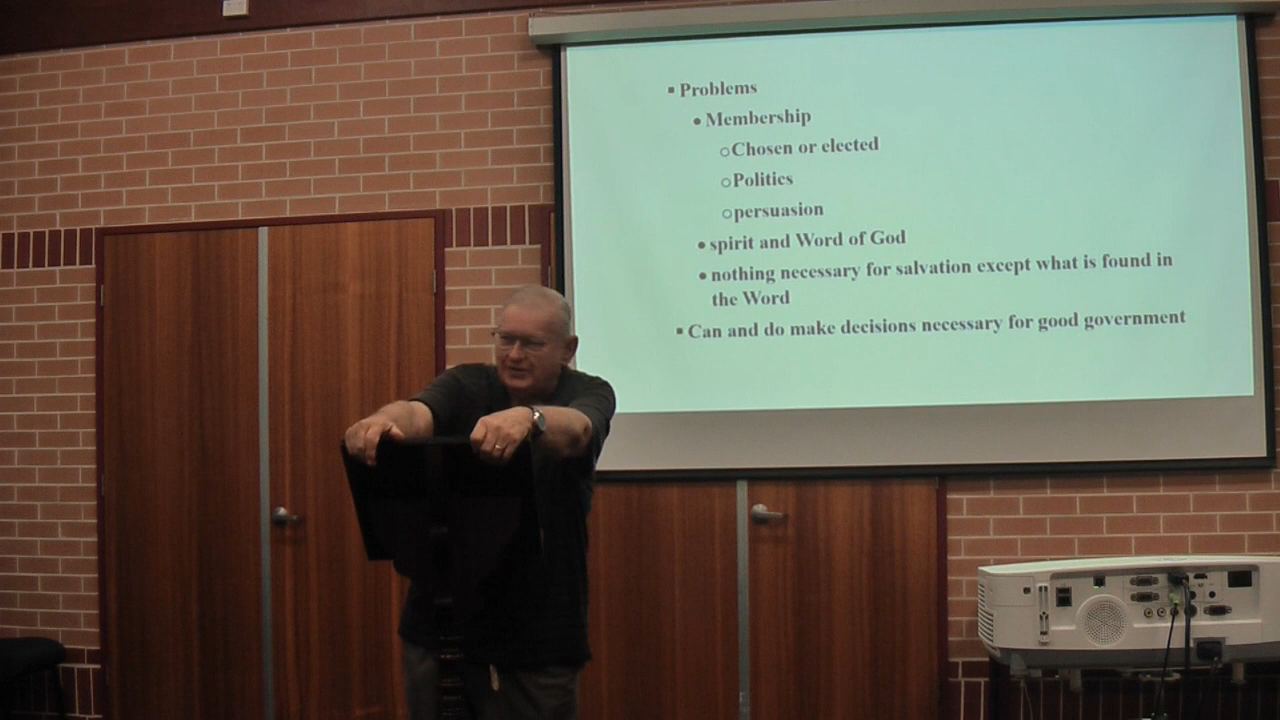 ▪ Problems
• Membership
○ Chosen or elected
○ Politics
○ persuasion
• spirit and Word of God
• nothing necessary for salvation except what is found in
the Word
▪ Can and do make decisions necessary for good government